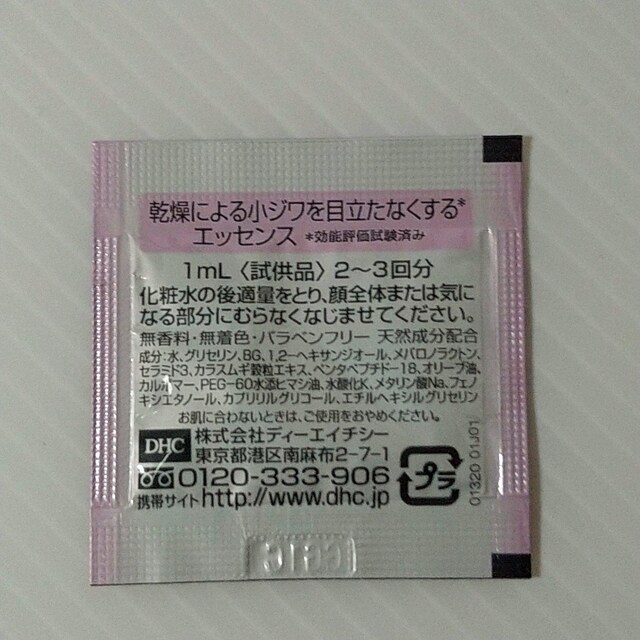 乾燥による小ジワを目立たなくする*
エッセンス *効能評価試験済み
1mL〈試供品〉2〜3回分
化粧水の後適量をとり、顔全体または気に
なる部分にむらなくなじませてください。
無香料・無着色・パラベンフリー 天然成分配合
成分:水、グリセリン、BG、1,2-ヘキサンジオール、メバロノラクトン、
セラミド3、カラスムギ穀粒エキス、ペンタペプチド-18、オリーブ油、
カルボマー、PEG-60水添ヒマシ油、水酸化K、メタリン酸Na、フェノ
キシエタノール、カプリリルグリコール、エチルヘキシルグリセリン
お肌に合わないときは、ご使用をおやめください。
DHC 株式会社ディーエイチシー
東京都港区南麻布2-7-1
0120-333-906
携帯サイト http://www.dhc.jp
プラ
01320 01J01